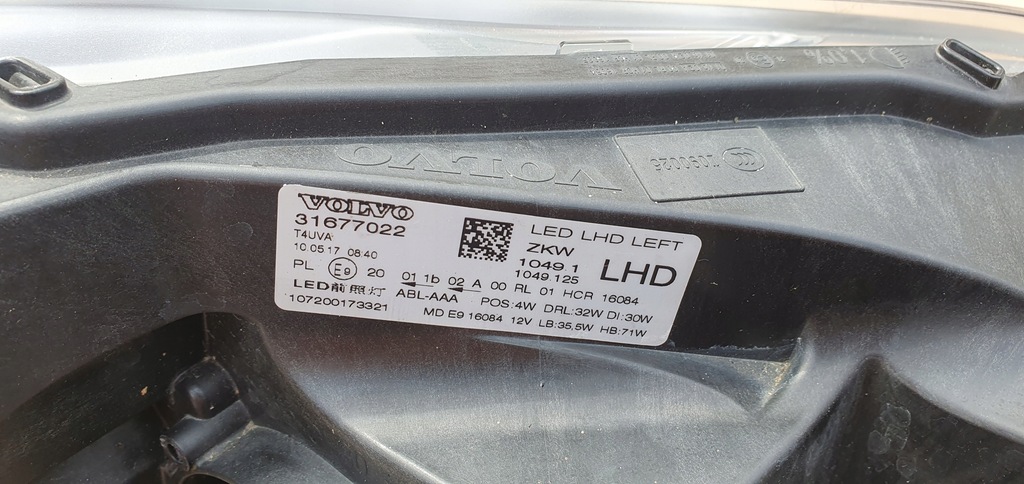 VOLVO
CCC
T090026
VOLVO
31677022
T4UVA
10 05 17 08:40
PL E9 20 01 1b 02 A 00 RL 01 HCR 16084
LED前照灯 ABL-AAA POS:4W DRL:32W DI:30W
107200173321 MD E9 16084 12V LB:35,5W HB:71W
LED LHD LEFT
ZKW
1049 1
1049.125
LHD